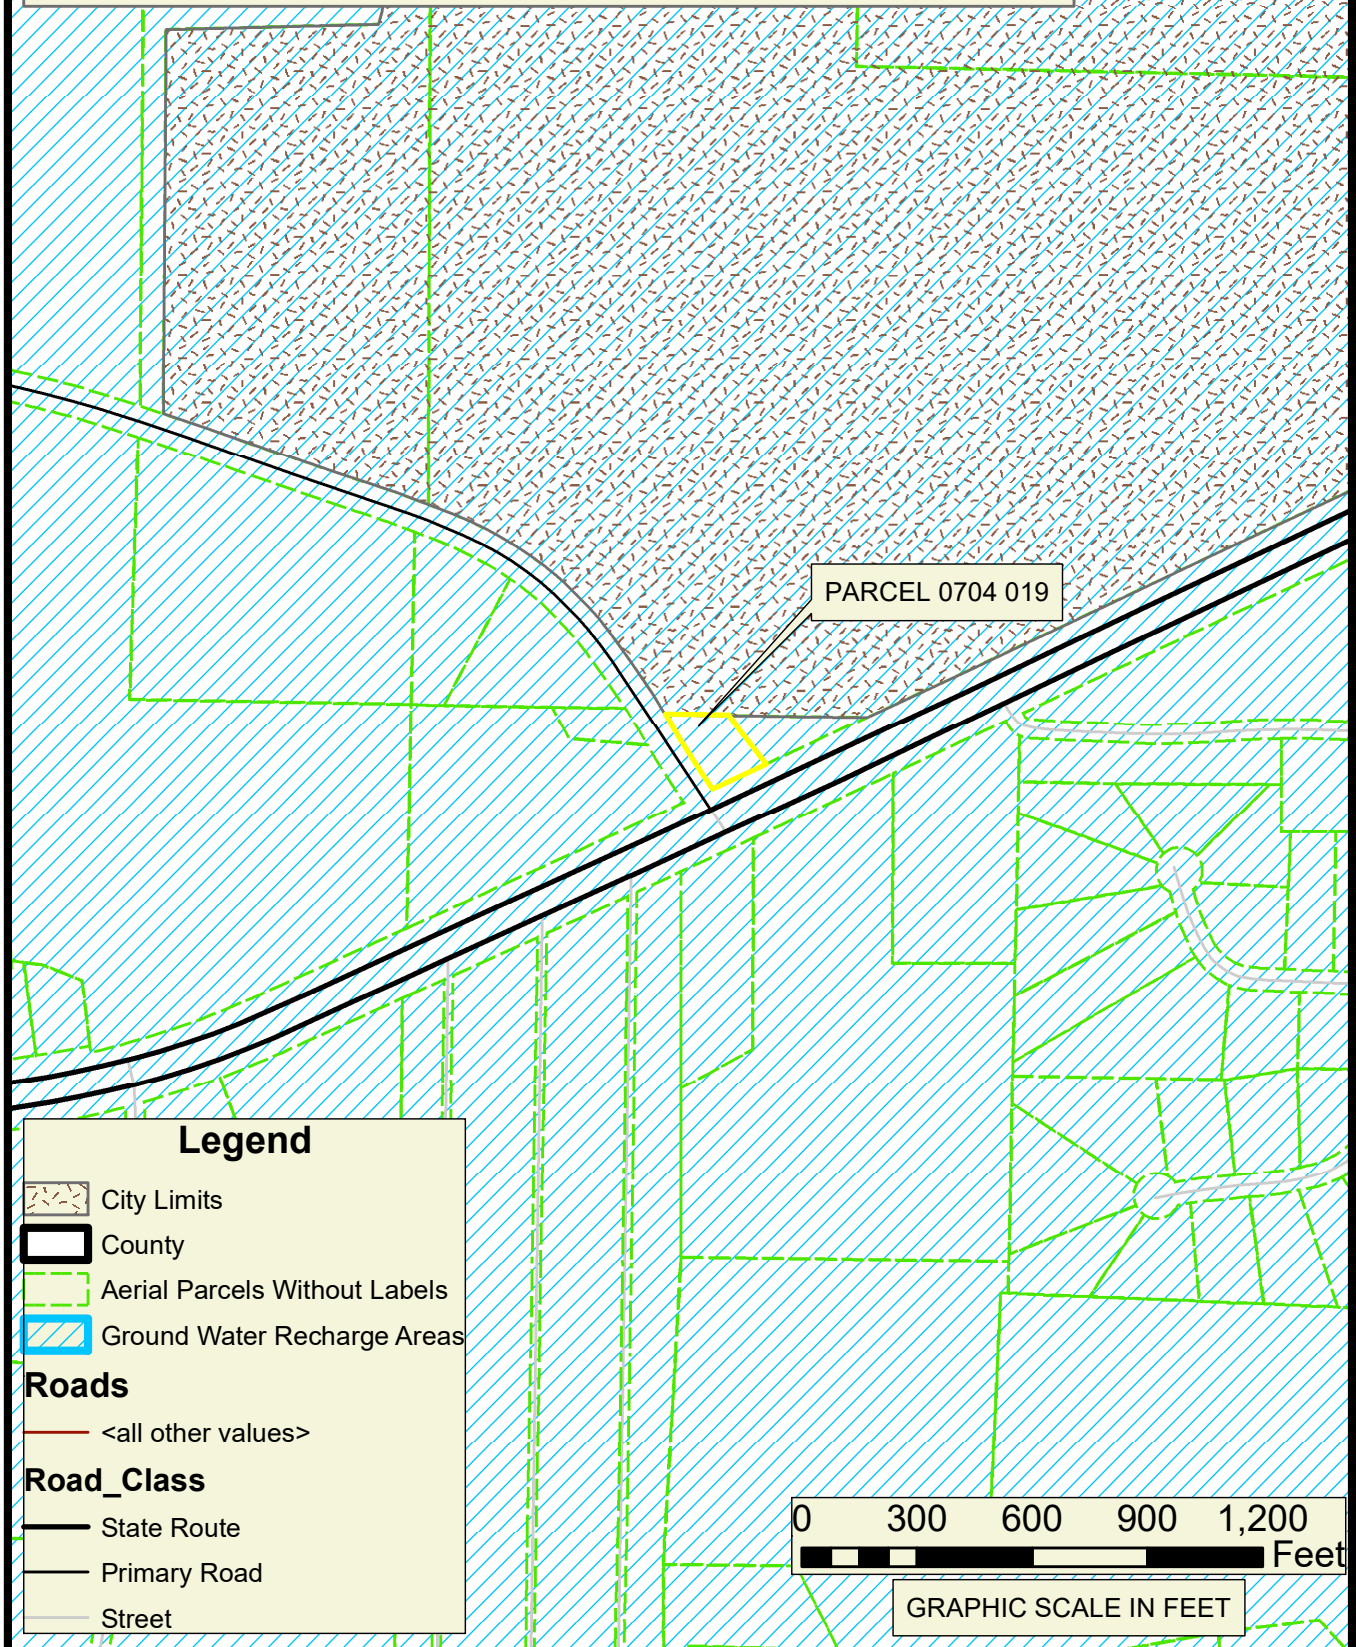 PARCEL 0704 019
Legend
City Limits
County
Aerial Parcels Without Labels
Ground Water Recharge Areas
Roads
<all other values>
Road_Class
State Route
Primary Road
Street
0 300 600 900 1,200
Feet
GRAPHIC SCALE IN FEET